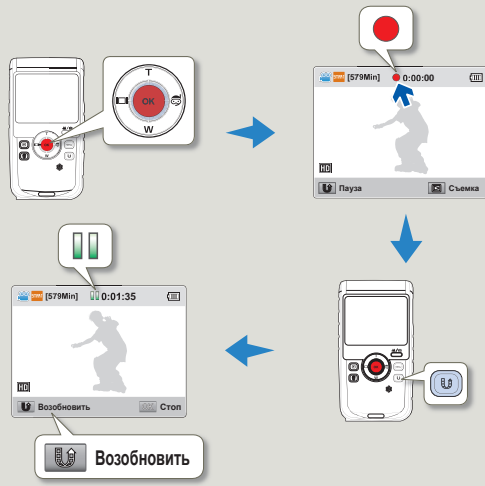 T
OK
W
[579Min] 0:00:00
HD
Пауза
Съемка
[579Min] 0:01:35
HD
Возобновить
OK Стоп
Возобновить